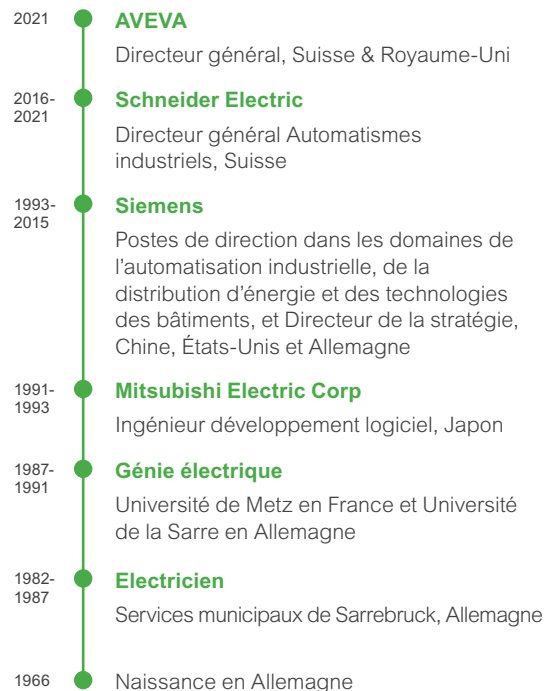 2021
AVEVA
Directeur général, Suisse & Royaume-Uni
2016-
2021
Schneider Electric
Directeur général Automatismes
industriels, Suisse
1993-
2015
Siemens
Postes de direction dans les domaines de
l’automatisation industrielle, de la
distribution d’énergie et des technologies
des bâtiments, et Directeur de la stratégie,
Chine, États-Unis et Allemagne
1991-
1993
Mitsubishi Electric Corp
Ingénieur développement logiciel, Japon
1987-
1991
Génie électrique
Université de Metz en France et Université
de la Sarre en Allemagne
1982-
1987
Electricien
Services municipaux de Sarrebruck, Allemagne
1966
Naissance en Allemagne